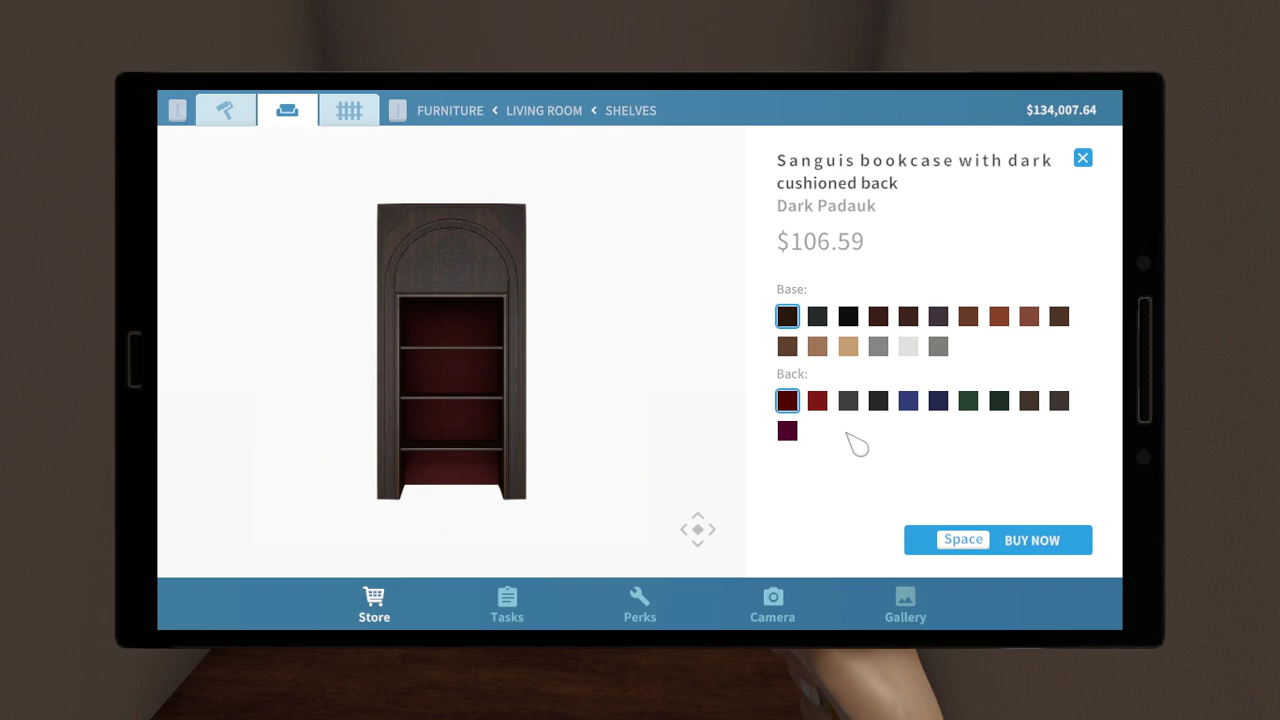 FURNITURE < LIVING ROOM < SHELVES
$134,007.64
Sanguis bookcase with dark
cushioned back
Dark Padauk
$106.59
Base:
Back:
Space BUY NOW
Store
Tasks
Perks
Camera
Gallery